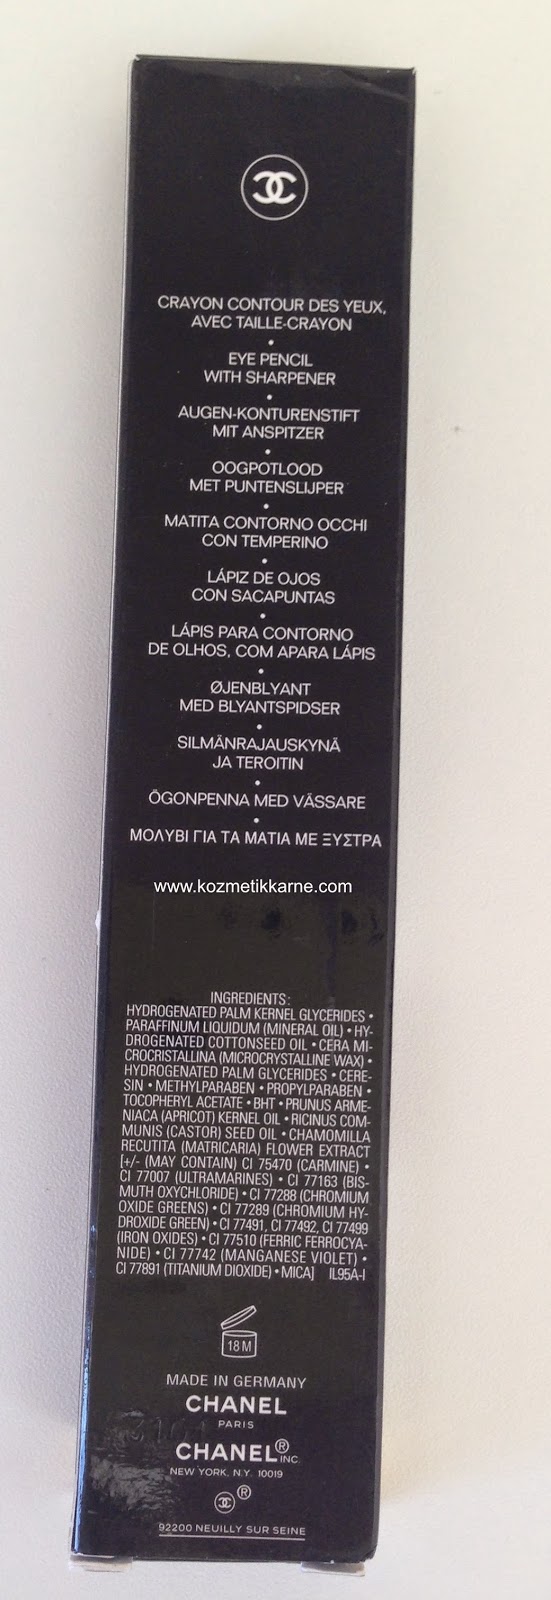 CRAYON CONTOUR DES YEUX,
AVEC TAILLE-CRAYON
•
EYE PENCIL
WITH SHARPENER
•
AUGEN-KONTURENSTIFT
MIT ANSPITZER
•
OOGPOTLOOD
MET PUNTENSLIJPER
•
MATITA CONTORNO OCCHI
CON TEMPERINO
•
LÁPIZ DE OJOS
CON SACAPUNTAS
•
LÁPIS PARA CONTORNO
DE OLHOS, COM APARA LÁPIS
•
ØJENBLYANT
MED BLYANTSPIDSER
•
SILMÄNRAJAUSKYNÄ
JA TEROITIN
•
ÖGONPENNA MED VÄSSARE
•
ΜΟΛΥΒΙ ΓΙΑ ΤΑ ΜΑΤΙΑ ΜΕ ΞΥΣΤΡΑ
www.kozmetikkarne.com
INGREDIENTS:
HYDROGENATED PALM KERNEL GLYCERIDES •
PARAFFINUM LIQUIDUM (MINERAL OIL) • HY-
DROGENATED COTTONSEED OIL • CERA MI-
CROCRISTALLINA (MICROCRYSTALLINE WAX) •
HYDROGENATED PALM GLYCERIDES • CERE-
SIN • METHYLPARABEN • PROPYLPARABEN •
TOCOPHERYL ACETATE • BHT • PRUNUS ARME-
NIACA (APRICOT) KERNEL OIL • RICINUS COM-
MUNIS (CASTOR) SEED OIL • CHAMOMILLA
RECUTITA (MATRICARIA) FLOWER EXTRACT
[+/- (MAY CONTAIN) CI 75470 (CARMINE) •
CI 77007 (ULTRAMARINES) • CI 77163 (BIS-
MUTH OXYCHLORIDE) • CI 77288 (CHROMIUM
OXIDE GREENS) • CI 77289 (CHROMIUM HY-
DROXIDE GREEN) • CI 77491, CI 77492, CI 77499
(IRON OXIDES) • CI 77510 (FERRIC FERROCYA-
NIDE) • CI 77742 (MANGANESE VIOLET) •
CI 77891 (TITANIUM DIOXIDE) • MICA] IL95A-I
18 M
MADE IN GERMANY
CHANEL
PARIS
CHANEL® INC.
NEW YORK, N.Y. 10019
®
92200 NEUILLY SUR SEINE